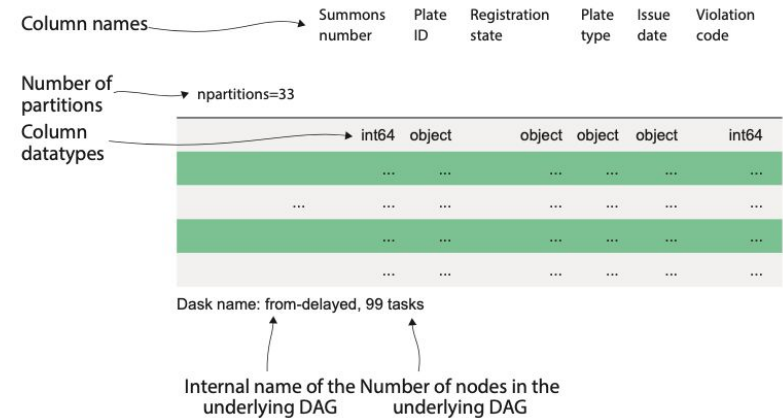 Column names
Summons number
Plate ID
Registration state
Plate type
Issue date
Violation code
Number of partitions
npartitions=33
Column datatypes
int64 object object object object int64
... ... ... ... ... ...
... ... ... ... ... ... ...
... ... ... ... ... ...
... ... ... ... ... ...
Dask name: from-delayed, 99 tasks
Internal name of the underlying DAG
Number of nodes in the underlying DAG